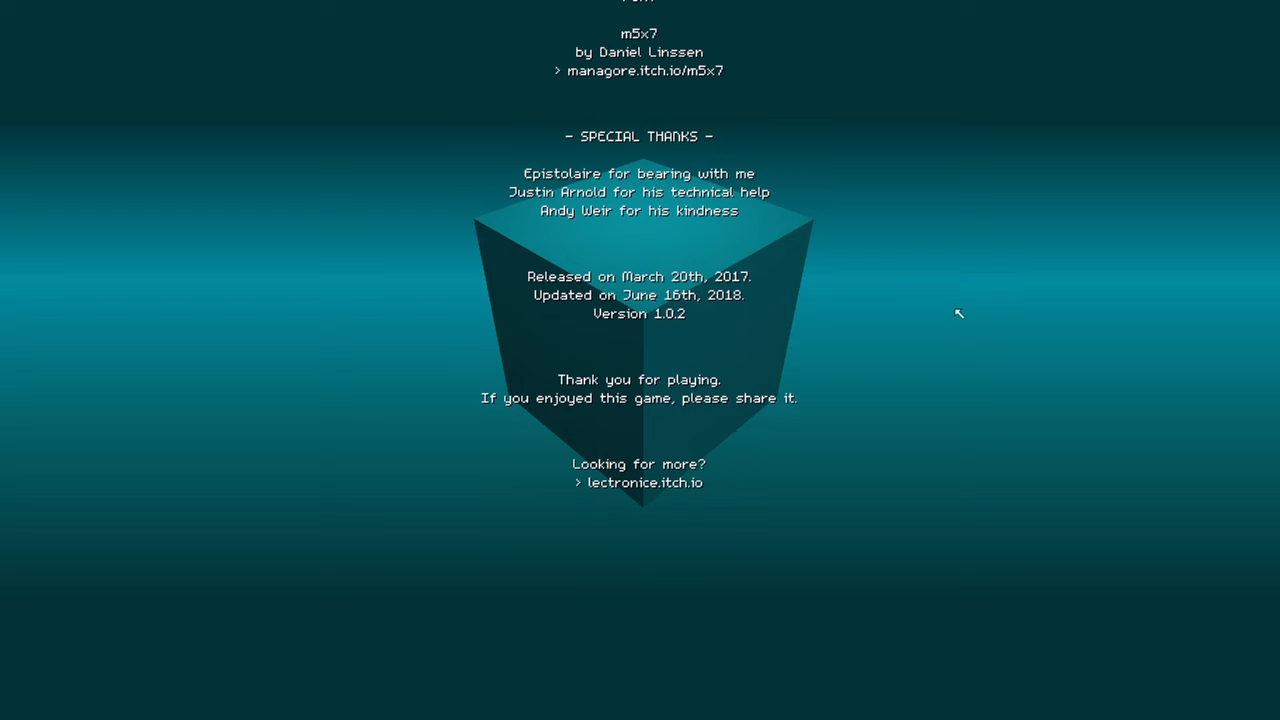 m5x7
by Daniel Linssen
> managore.itch.io/m5x7
- SPECIAL THANKS -
Epistolaire for bearing with me
Justin Arnold for his technical help
Andy Weir for his kindness
Released on March 20th, 2017.
Updated on June 16th, 2018.
Version 1.0.2
Thank you for playing.
If you enjoyed this game, please share it.
Looking for more?
> lectronice.itch.io